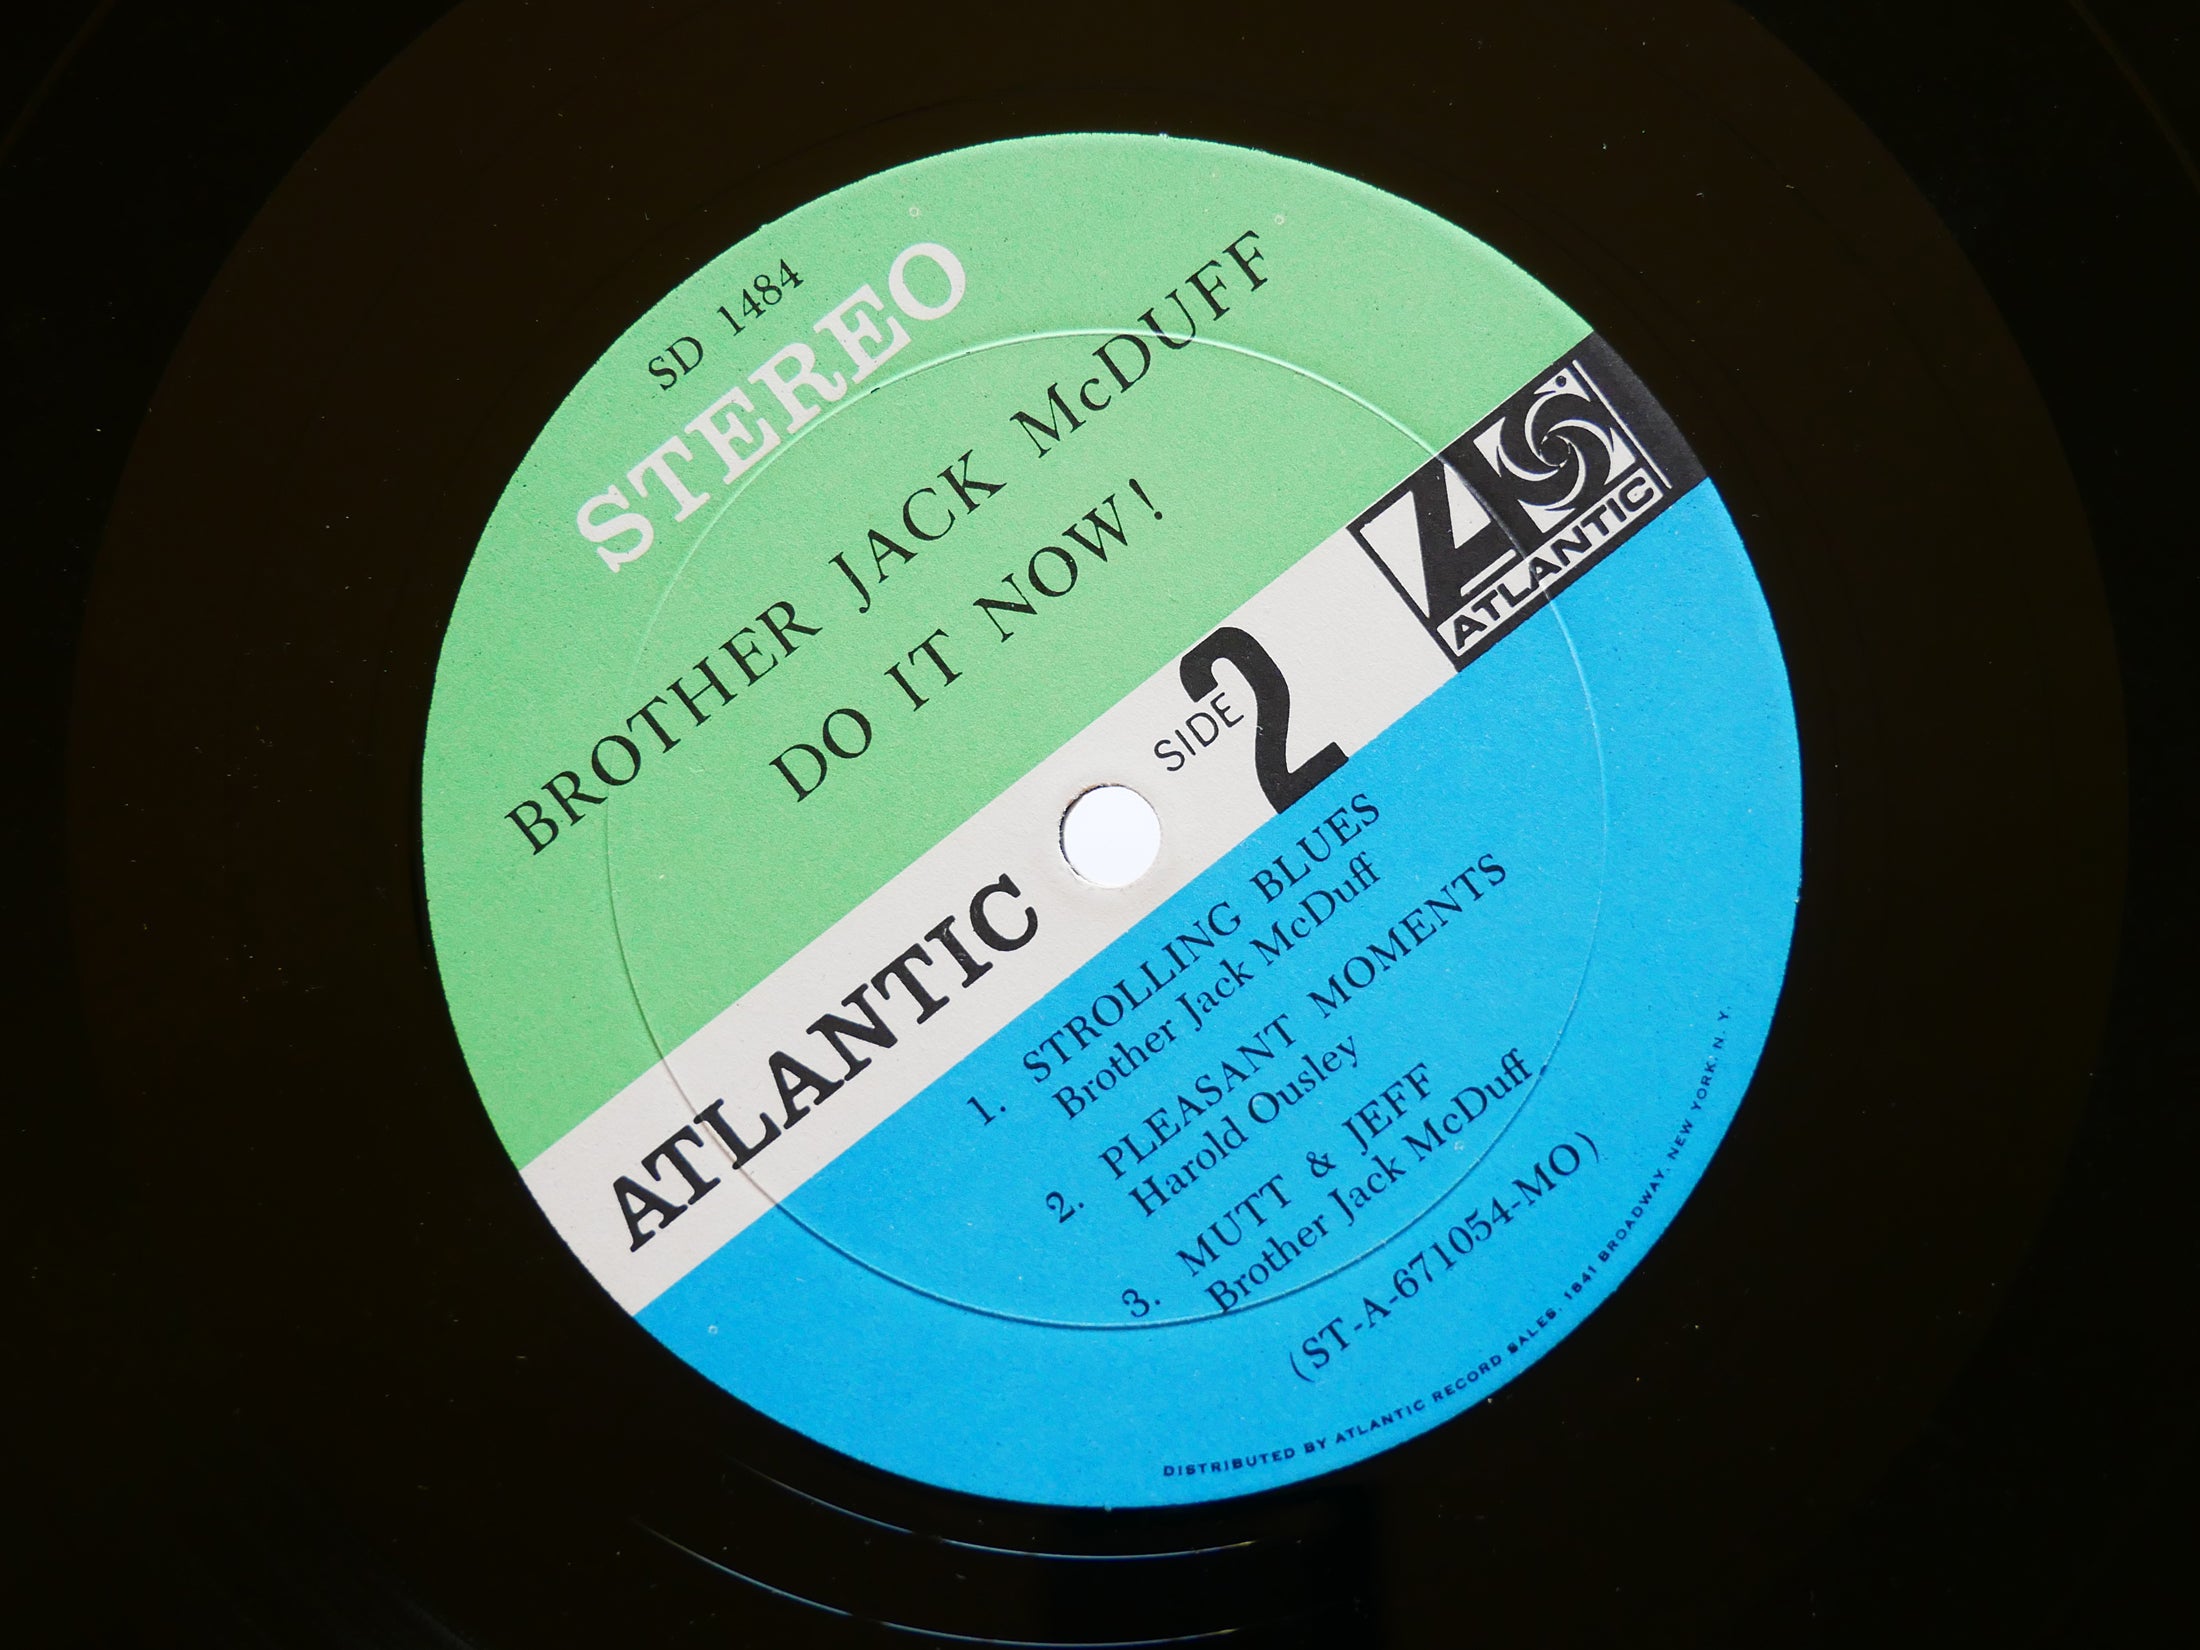 SD 1484
STEREO
BROTHER JACK McDUFF
DO IT NOW!
ATLANTIC
SIDE 2
ATLANTIC
1. STROLLING BLUES
Brother Jack McDuff
2. PLEASANT MOMENTS
Harold Ousley
3. MUTT & JEFF
Brother Jack McDuff
(ST-A-671054-MO)
DISTRIBUTED BY ATLANTIC RECORD SALES, 1841 BROADWAY, NEW YORK, N. Y.